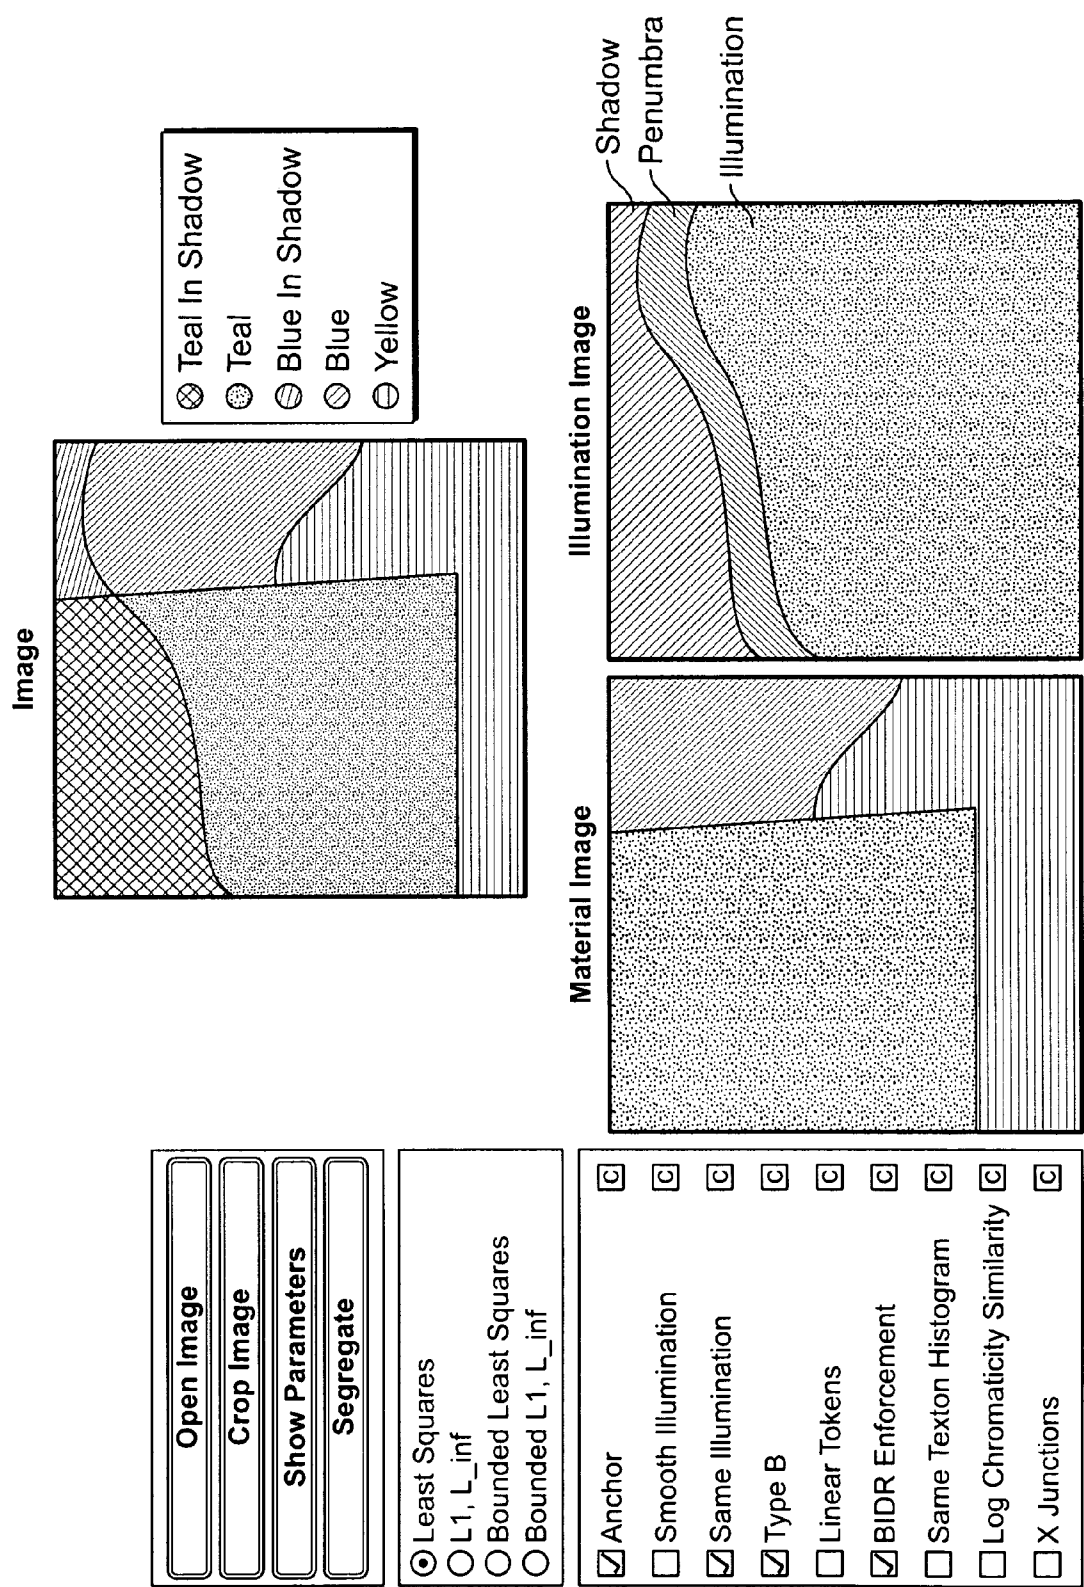 Open Image
Crop Image
Show Parameters
Segregate
Least Squares
L1, L_inf
Bounded Least Squares
Bounded L1, L_inf
Anchor C
Smooth Illumination C
Same Illumination C
Type B C
Linear Tokens C
BIDR Enforcement C
Same Texton Histogram C
Log Chromaticity Similarity C
X Junctions C
Image
Teal In Shadow
Teal
Blue In Shadow
Blue
Yellow
Material Image
Illumination Image
Shadow
Penumbra
Illumination